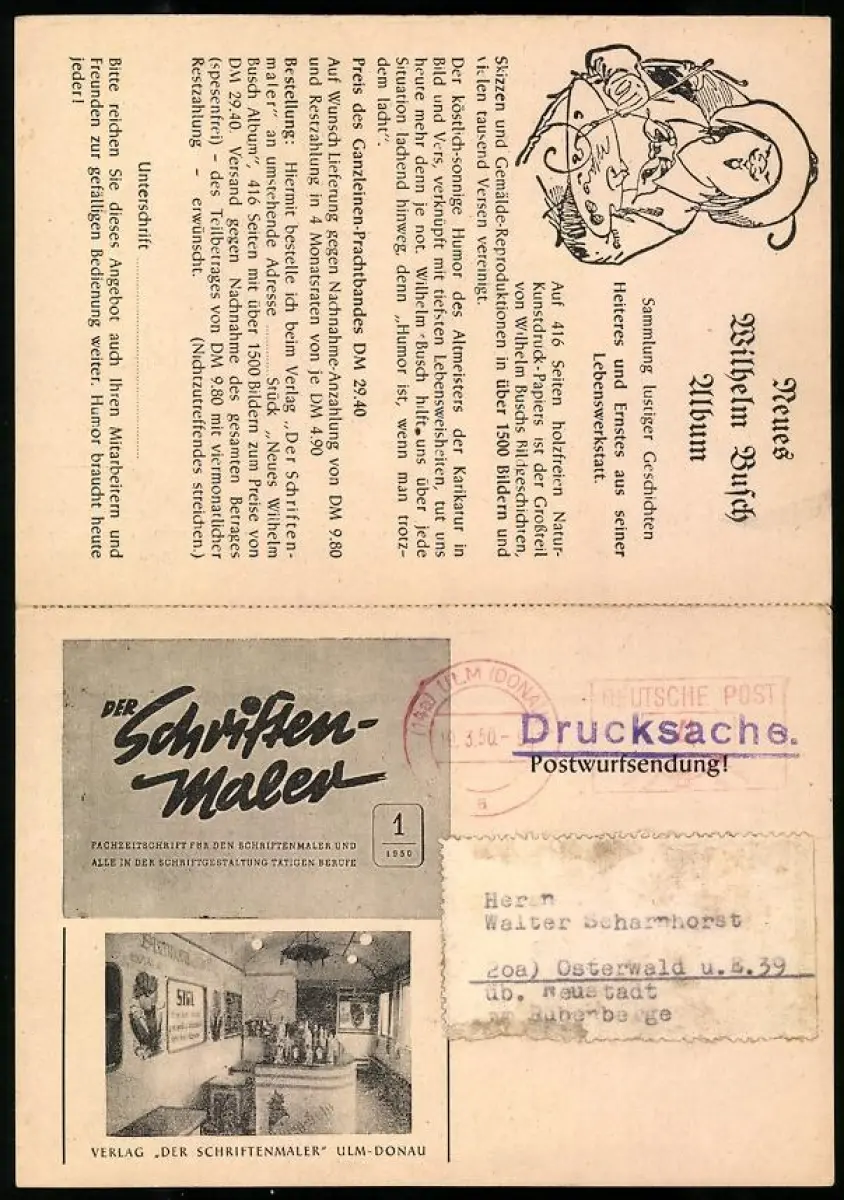 Neues
Wilhelm Busch
Album
Sammlung lustiger Geschichten
Heiteres und Ernstes aus seiner
Lebenswerkstatt.
Auf 416 Seiten holzfreien Natur-
Kunstdruck-Papiers ist der Großteil
von Wilhelm Buschs Bildgeschichten,
Skizzen und Gemälde-Reproduktionen in über 1500 Bildern und
vielen tausend Versen vereinigt.
Der köstlich-sonnige Humor des Altmeisters der Karikatur in
Bild und Vers, verknüpft mit tiefsten Lebensweisheiten, tut uns
heute mehr denn je not. Wilhelm Busch hilft uns über jede
Situation lachend hinweg, denn „Humor ist, wenn man trotz-
dem lacht“.
Preis des Ganzleinen-Prachtbandes DM 29.40
Auf Wunsch Lieferung gegen Nachnahme-Anzahlung von DM 9.80
und Restzahlung in 4 Monatsraten von je DM 4.90
Bestellung: Hiermit bestelle ich beim Verlag „Der Schriften-
maler“ an umstehende Adresse ........ Stück „Neues Wilhelm
Busch Album“, 416 Seiten mit über 1500 Bildern zum Preise von
DM 29.40. Versand gegen Nachnahme des gesamten Betrages
(spesenfrei) – des Teilbetrages von DM 9.80 mit viermonatlicher
Restzahlung – erwünscht. (Nichtzutreffendes streichen.)
Unterschrift
Bitte reichen Sie dieses Angebot auch Ihren Mitarbeitern und
Freunden zur gefälligen Bedienung weiter. Humor braucht heute
jeder!
DER
Schriften-
Maler
1
1950
FACHZEITSCHRIFT FÜR DEN SCHRIFTENMALER UND
ALLE IN DER SCHRIFTGESTALTUNG TÄTIGEN BERUFE
VERLAG „DER SCHRIFTENMALER“ ULM-DONAU
(14a) ULM (DONAU)
3.50.-
a
DEUTSCHE POST
Drucksache.
Postwurfsendung!
Herrn
Walter Scharnhorst
20a) Osterwald u.E.39
üb. Neustadt
am Rübenberge